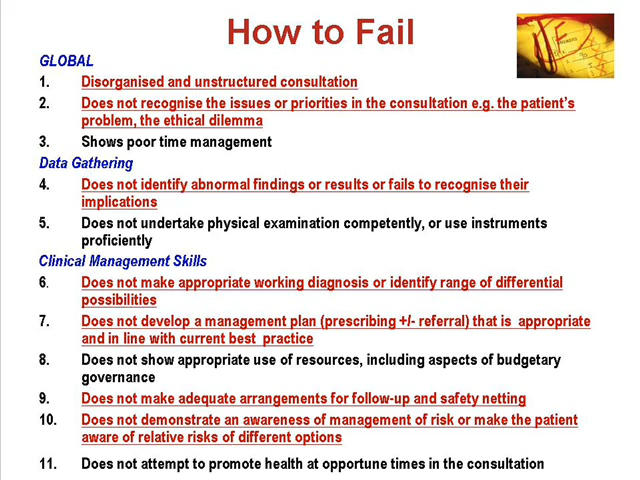 How to Fail
GLOBAL
1. Disorganised and unstructured consultation
2. Does not recognise the issues or priorities in the consultation e.g. the patient's
problem, the ethical dilemma
3. Shows poor time management
Data Gathering
4. Does not identify abnormal findings or results or fails to recognise their
implications
5. Does not undertake physical examination competently, or use instruments
proficiently
Clinical Management Skills
6. Does not make appropriate working diagnosis or identify range of differential
possibilities
7. Does not develop a management plan (prescribing +/- referral) that is appropriate
and in line with current best practice
8. Does not show appropriate use of resources, including aspects of budgetary
governance
9. Does not make adequate arrangements for follow-up and safety netting
10. Does not demonstrate an awareness of management of risk or make the patient
aware of relative risks of different options
11. Does not attempt to promote health at opportune times in the consultation